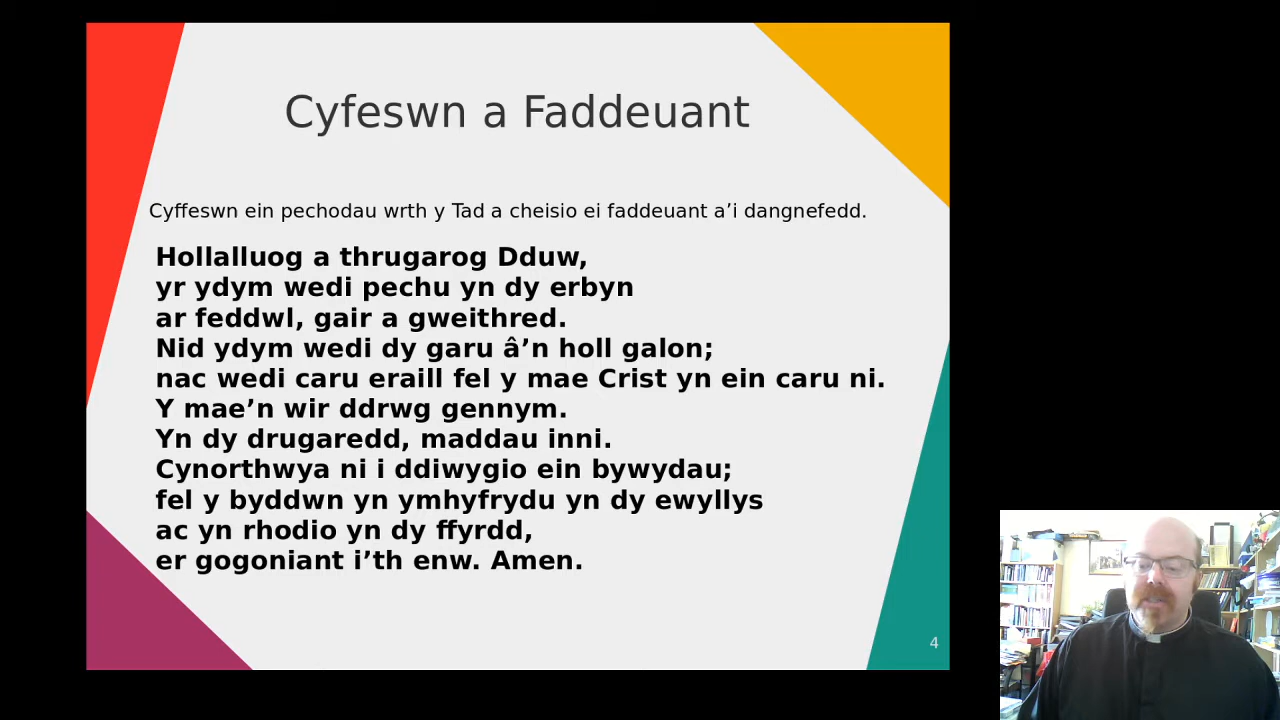 Cyfeswn a Faddeuant
Cyffeswn ein pechodau wrth y Tad a cheisio ei faddeuant a’i dangnefedd.
Hollalluog a thrugarog Dduw,
yr ydym wedi pechu yn dy erbyn
ar feddwl, gair a gweithred.
Nid ydym wedi dy garu â’n holl galon;
nac wedi caru eraill fel y mae Crist yn ein caru ni.
Y mae’n wir ddrwg gennym.
Yn dy drugaredd, maddau inni.
Cynorthwya ni i ddiwygio ein bywydau;
fel y byddwn yn ymhyfrydu yn dy ewyllys
ac yn rhodio yn dy ffyrdd,
er gogoniant i’th enw. Amen.
4